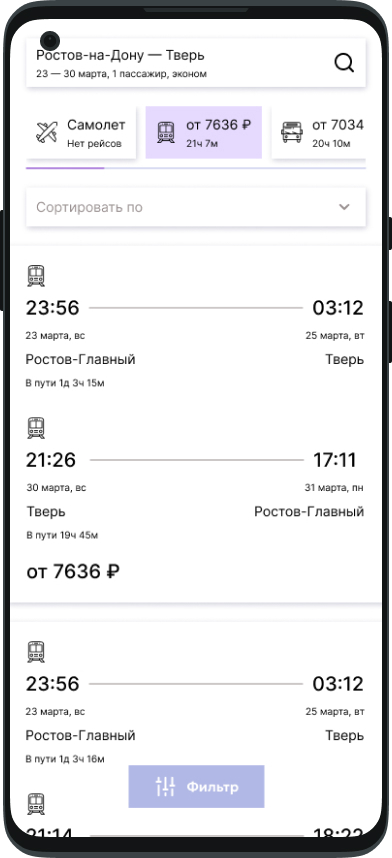 Ростов-на-Дону — Тверь
23 — 30 марта, 1 пассажир, эконом
Самолет
Нет рейсов
от 7636 ₽
21ч 7м
от 7034
20ч 10м
Сортировать по
23:56 03:12
23 марта, вс 25 марта, вт
Ростов-Главный Тверь
В пути 1д 3ч 15м
21:26 17:11
30 марта, вс 31 марта, пн
Тверь Ростов-Главный
В пути 19ч 45м
от 7636 ₽
23:56 03:12
23 марта, вс 25 марта, вт
Ростов-Главный Тверь
В пути 1д 3ч 16м
Фильтр
21:14 18:22